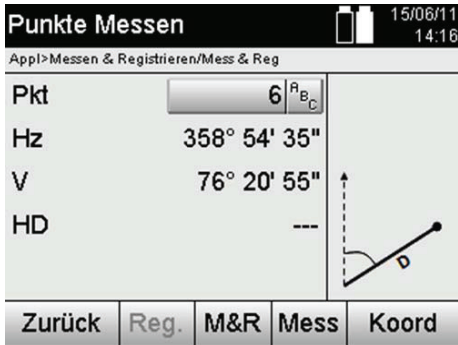 Punkte Messen
15/06/11
14:16
Appl>Messen & Registrieren/Mess & Reg
Pkt 6 ABC
Hz 358° 54' 35"
V 76° 20' 55"
HD ---
D
Zurück Reg. M&R Mess Koord